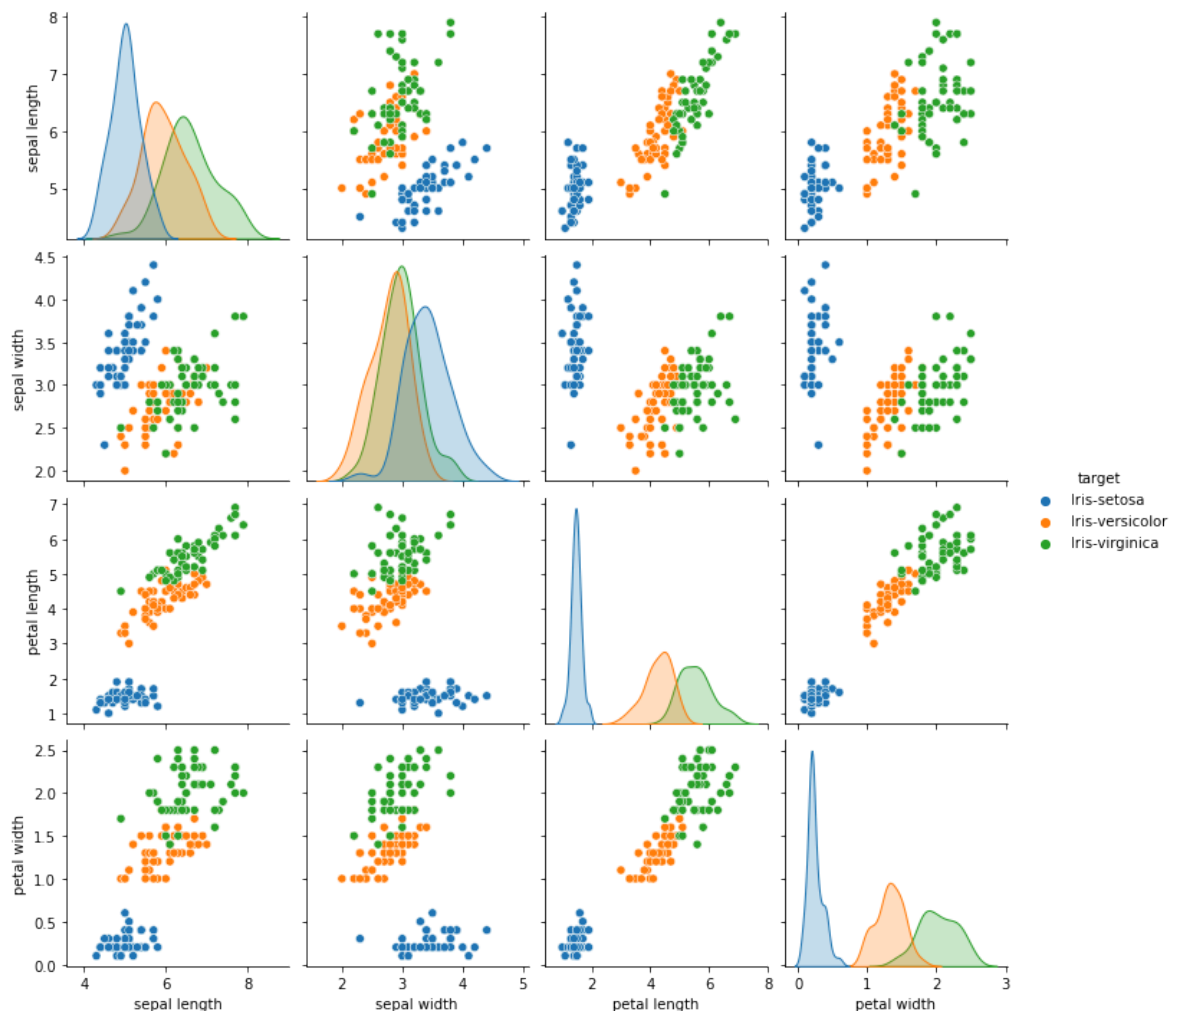 8
7
6
5
sepal length
4.5
4.0
3.5
3.0
2.5
2.0
sepal width
target
Iris-setosa
Iris-versicolor
Iris-virginica
7
6
5
4
3
2
1
petal length
2.5
2.0
1.5
1.0
0.5
0.0
petal width
4 6 8
sepal length
2 3 4 5
sepal width
2 4 6 8
petal length
0 1 2 3
petal width